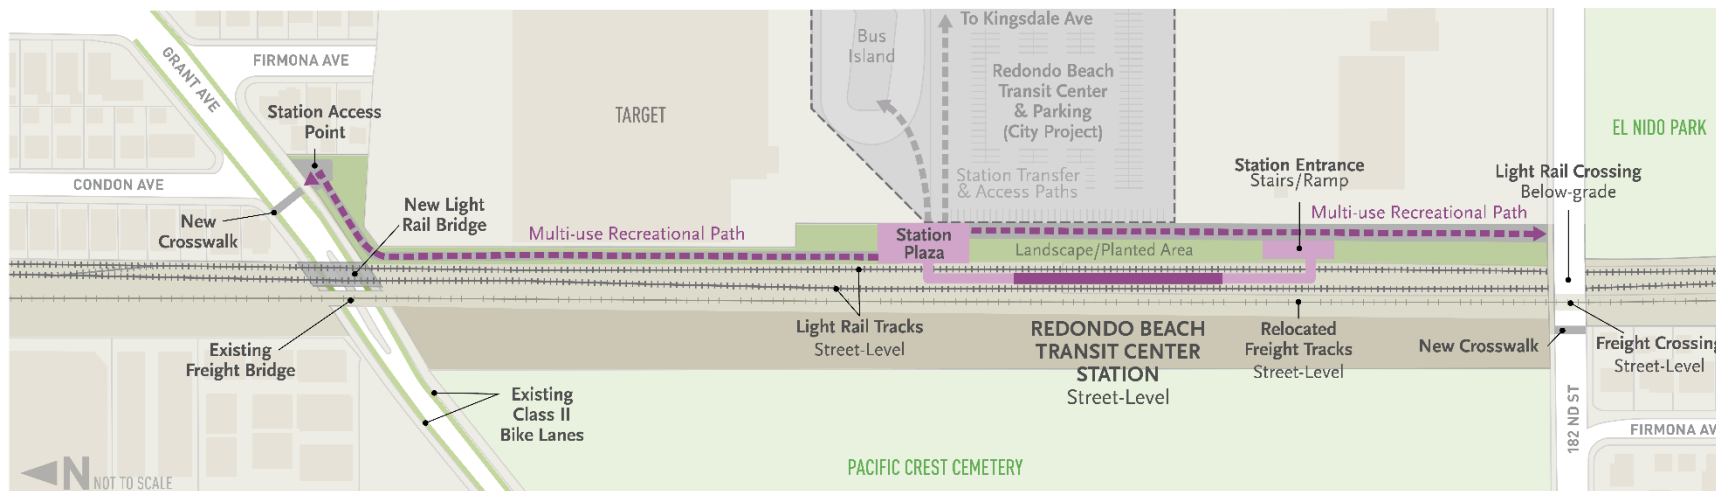 To Kingsdale Ave
Bus
Island
GRANT AVE
FIRMONA AVE
Redondo Beach
Transit Center
& Parking
(City Project)
Station Access
Point
TARGET
EL NIDO PARK
CONDON AVE
Station Transfer
& Access Paths
Station Entrance
Stairs/Ramp
Light Rail Crossing
Below-grade
New
Crosswalk
New Light
Rail Bridge
Multi-use Recreational Path
Station
Plaza
Landscape/Planted Area
Multi-use Recreational Path
Existing
Freight Bridge
Light Rail Tracks
Street-Level
REDONDO BEACH
TRANSIT CENTER
STATION
Street-Level
Relocated
Freight Tracks
Street-Level
New Crosswalk
Freight Crossing
Street-Level
Existing
Class II
Bike Lanes
182 ND ST
FIRMONA AV
PACIFIC CREST CEMETERY
N
NOT TO SCALE